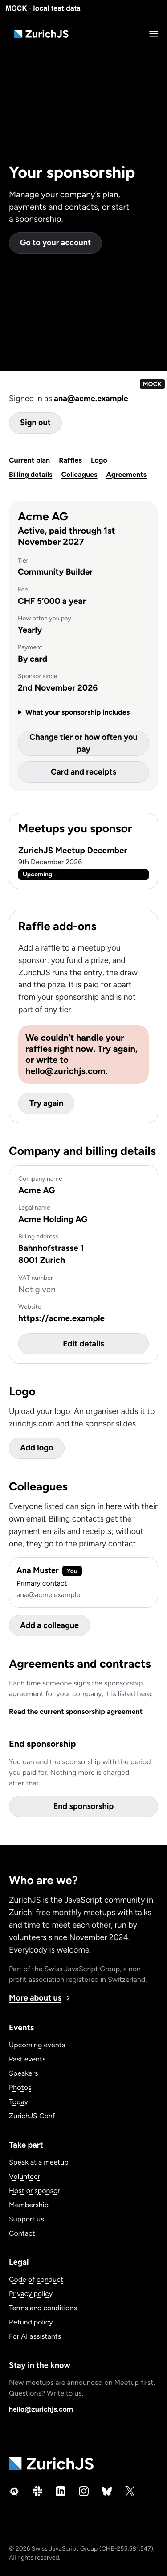 MOCK · local test data
ZurichJS
Your sponsorship
Manage your company's plan,
payments and contacts, or start
a sponsorship.
Go to your account
MOCK
Signed in as ana@acme.example
Sign out
Current plan Raffles Logo
Billing details Colleagues Agreements
Acme AG
Active, paid through 1st
November 2027
Tier
Community Builder
Fee
CHF 5’000 a year
How often you pay
Yearly
Payment
By card
Sponsor since
2nd November 2026
What your sponsorship includes
Change tier or how often you
pay
Card and receipts
Meetups you sponsor
ZurichJS Meetup December
9th December 2026
Upcoming
Raffle add-ons
Add a raffle to a meetup you
sponsor: you fund a prize, and
ZurichJS runs the entry, the draw
and the prize. It is paid for apart
from your sponsorship and is not
part of any tier.
We couldn’t handle your
raffles right now. Try again,
or write to
hello@zurichjs.com.
Try again
Company and billing details
Company name
Acme AG
Legal name
Acme Holding AG
Billing address
Bahnhofstrasse 1
8001 Zurich
VAT number
Not given
Website
https://acme.example
Edit details
Logo
Upload your logo. An organiser adds it to
zurichjs.com and the sponsor slides.
Add logo
Colleagues
Everyone listed can sign in here with their
own email. Billing contacts get the
payment emails and receipts; without
one, they go to the primary contact.
Ana Muster You
Primary contact
ana@acme.example
Add a colleague
Agreements and contracts
Each time someone signs the sponsorship
agreement for your company, it is listed here.
Read the current sponsorship agreement
End sponsorship
You can end the sponsorship with the period
you paid for. Nothing more is charged
after that.
End sponsorship
Who are we?
ZurichJS is the JavaScript community in
Zurich: free monthly meetups with talks
and time to meet each other, run by
volunteers since November 2024.
Everybody is welcome.
Part of the Swiss JavaScript Group, a non-
profit association registered in Switzerland.
More about us
Events
Upcoming events
Past events
Speakers
Photos
Today
ZurichJS Conf
Take part
Speak at a meetup
Volunteer
Host or sponsor
Membership
Support us
Contact
Legal
Code of conduct
Privacy policy
Terms and conditions
Refund policy
For AI assistants
Stay in the know
New meetups are announced on Meetup first.
Questions? Write to us.
hello@zurichjs.com
ZurichJS
© 2026 Swiss JavaScript Group (CHE-255.581.547).
All rights reserved.